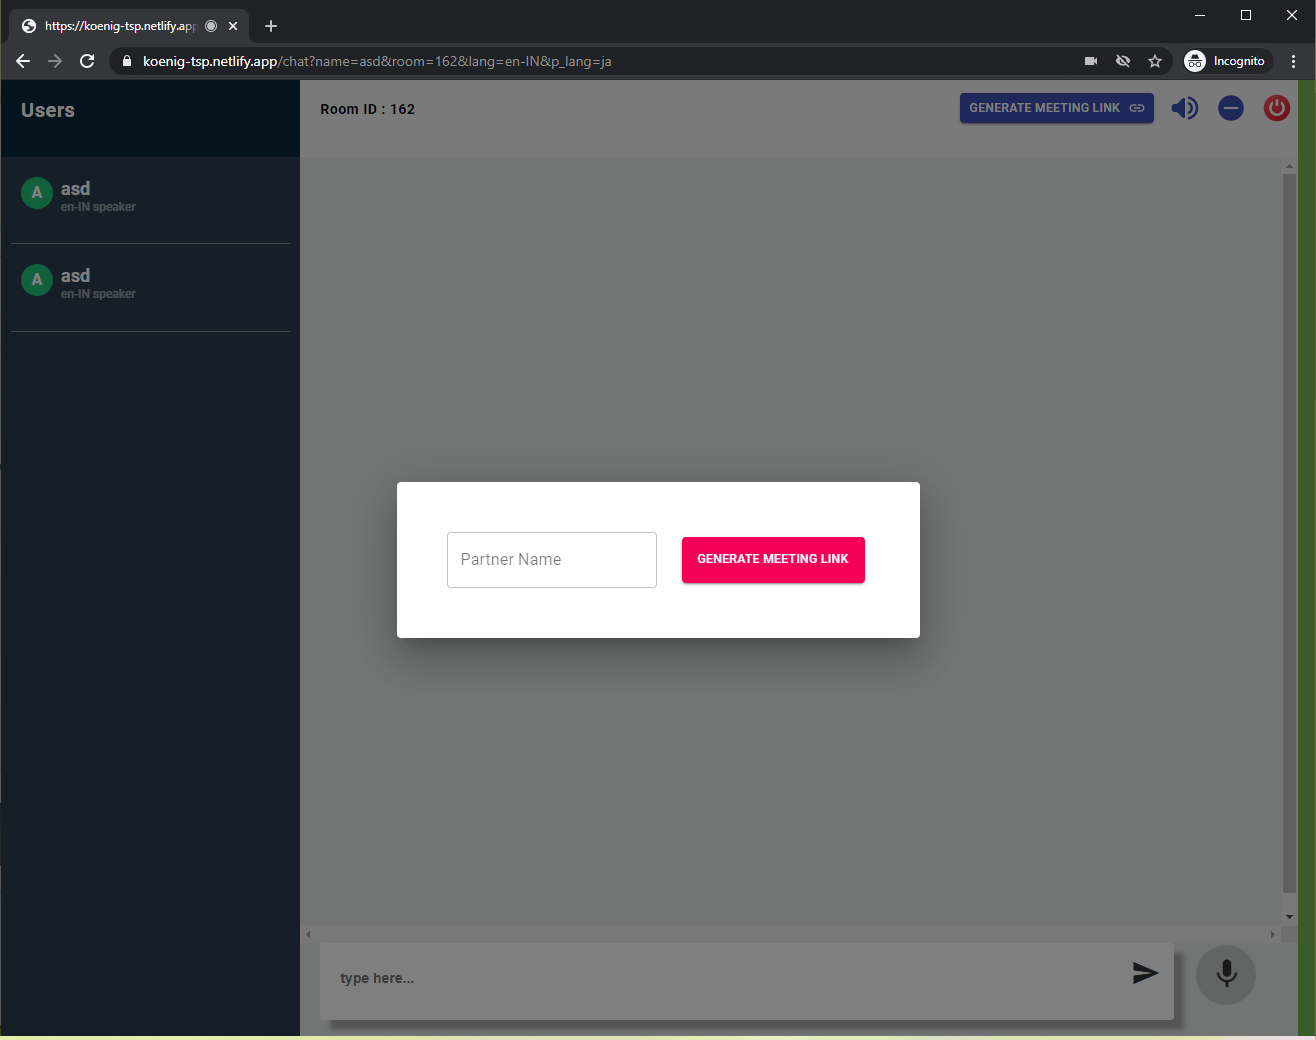 https://koenig-tsp.netlify.app
koenig-tsp.netlify.app/chat?name=asd&room=162&lang=en-IN&p_lang=ja
Incognito
Users
Room ID : 162
GENERATE MEETING LINK
A
asd
en-IN speaker
A
asd
en-IN speaker
Partner Name
GENERATE MEETING LINK
type here...